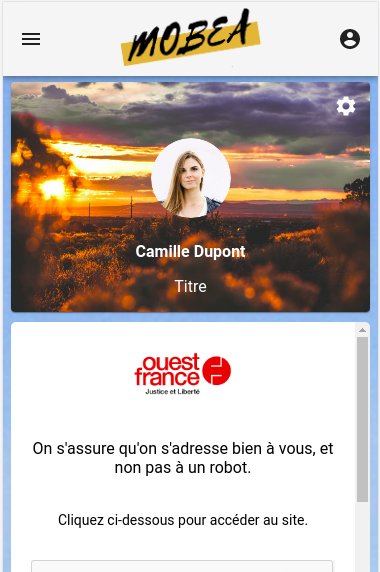 MOBEA
Camille Dupont
Titre
ouest
france
Justice et Liberté
On s'assure qu'on s'adresse bien à vous, et
non pas à un robot.
Cliquez ci-dessous pour accéder au site.